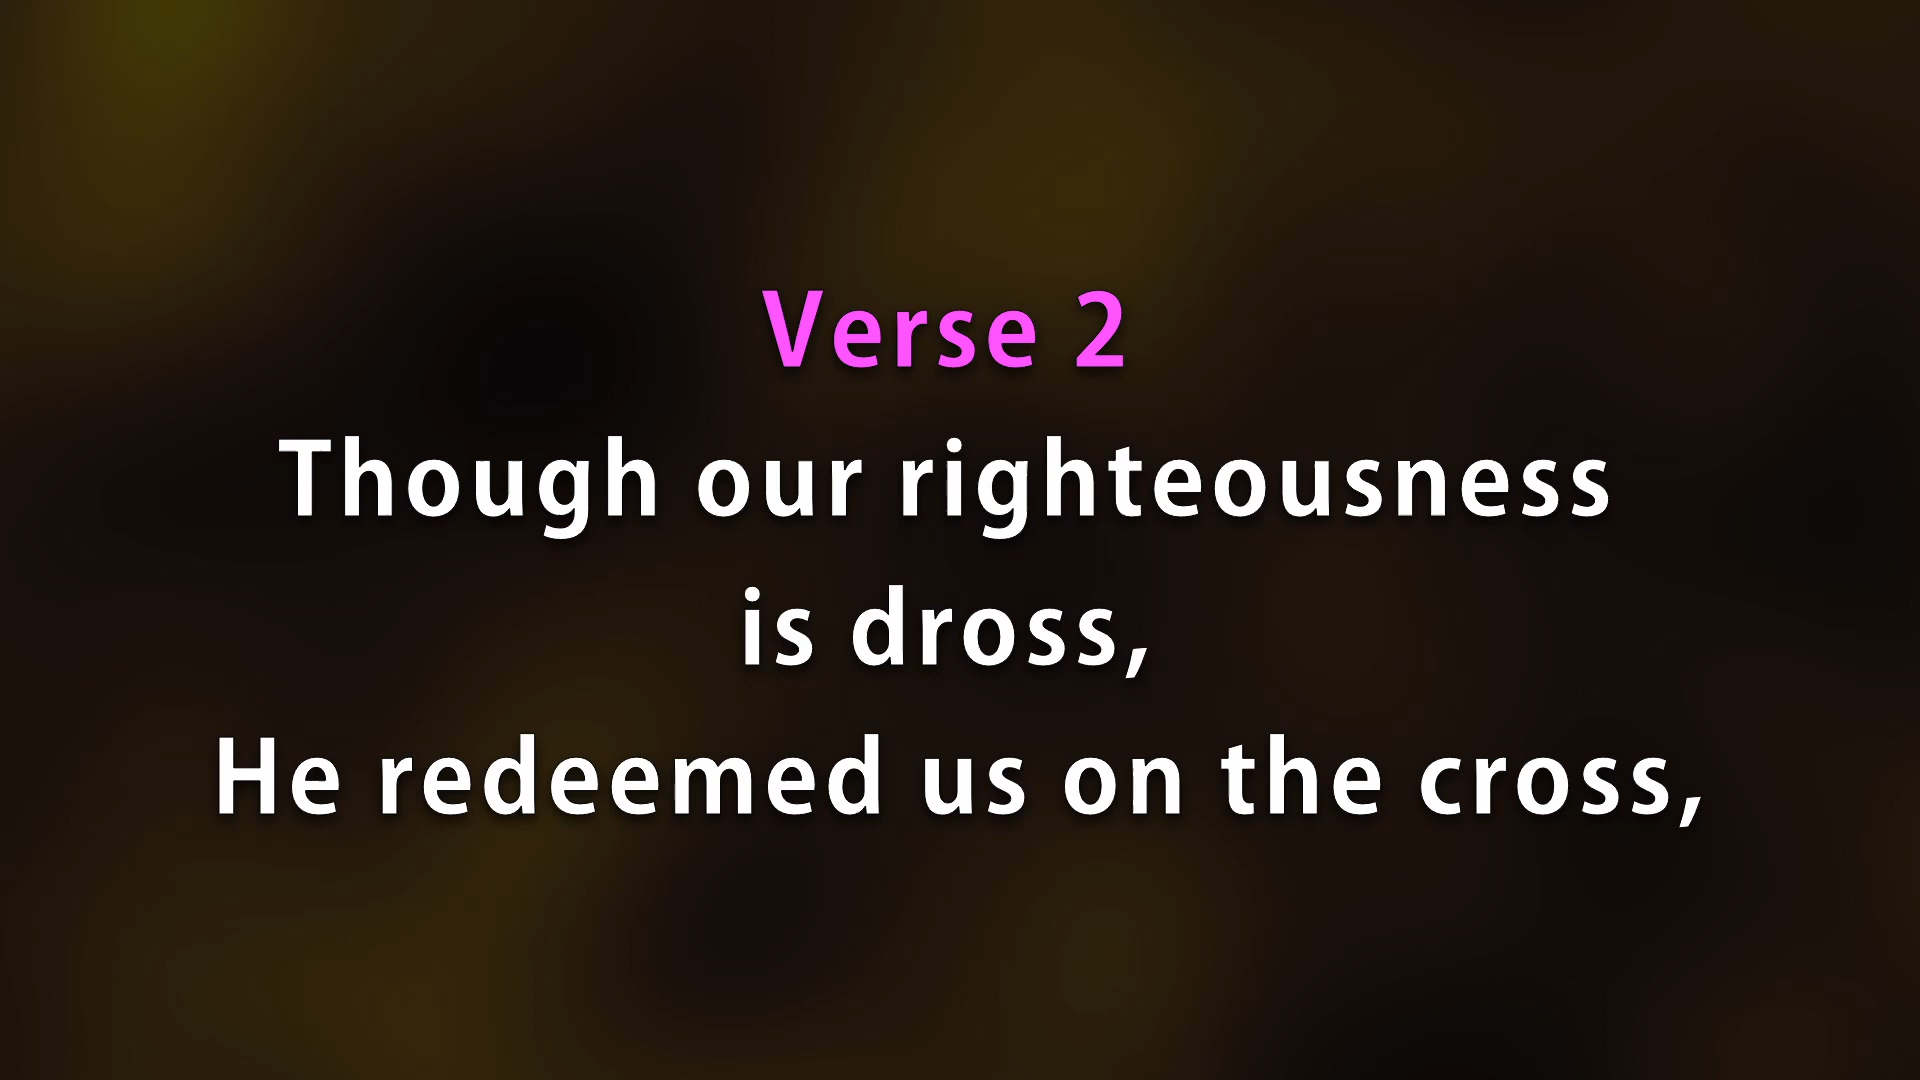 Verse 2
Though our righteousness
is dross,
He redeemed us on the cross,